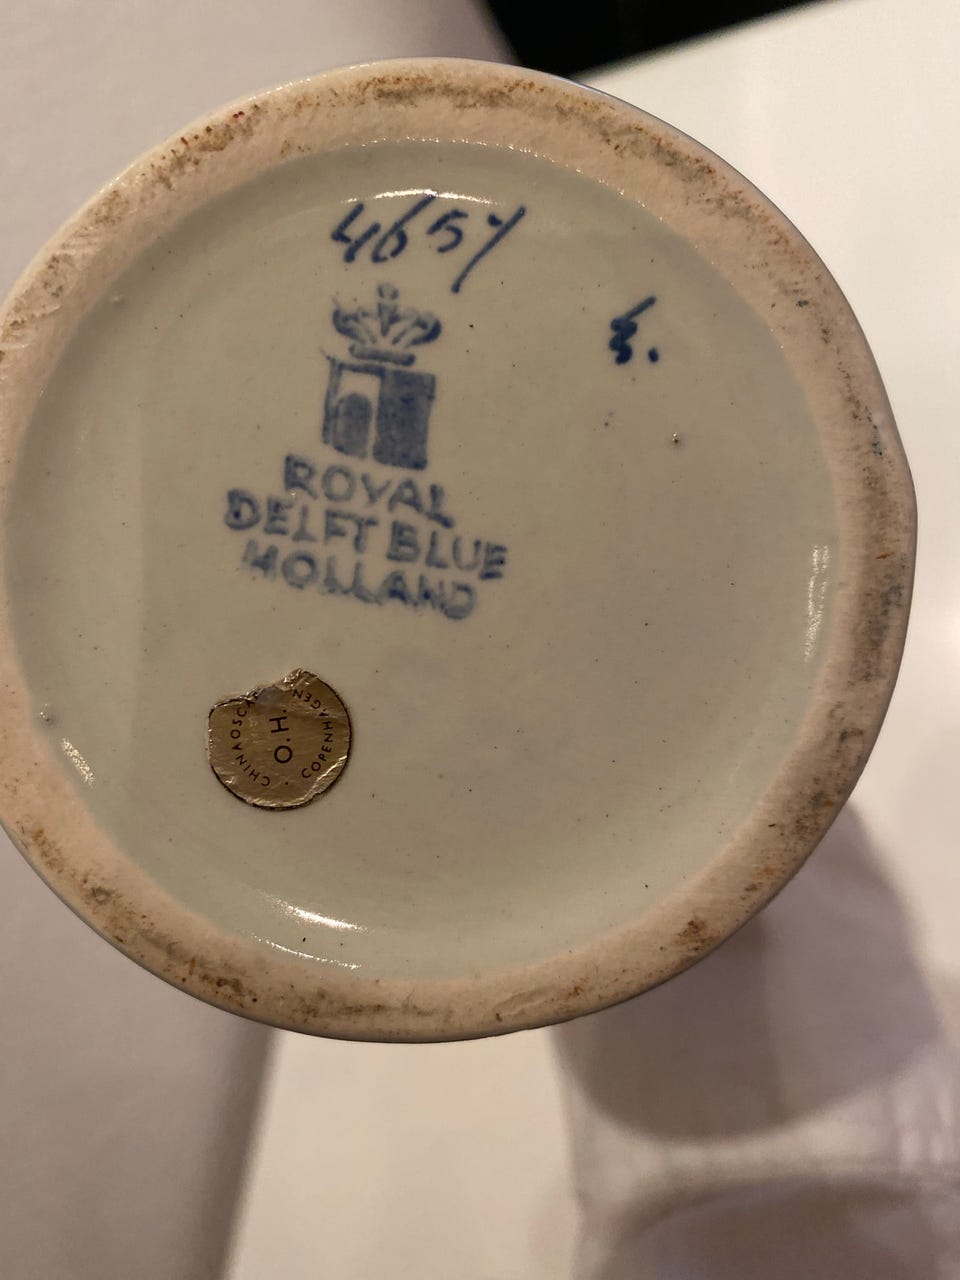 4657
ROYAL
DELFT BLUE
HOLLAND
O.H.
COPENHAGEN